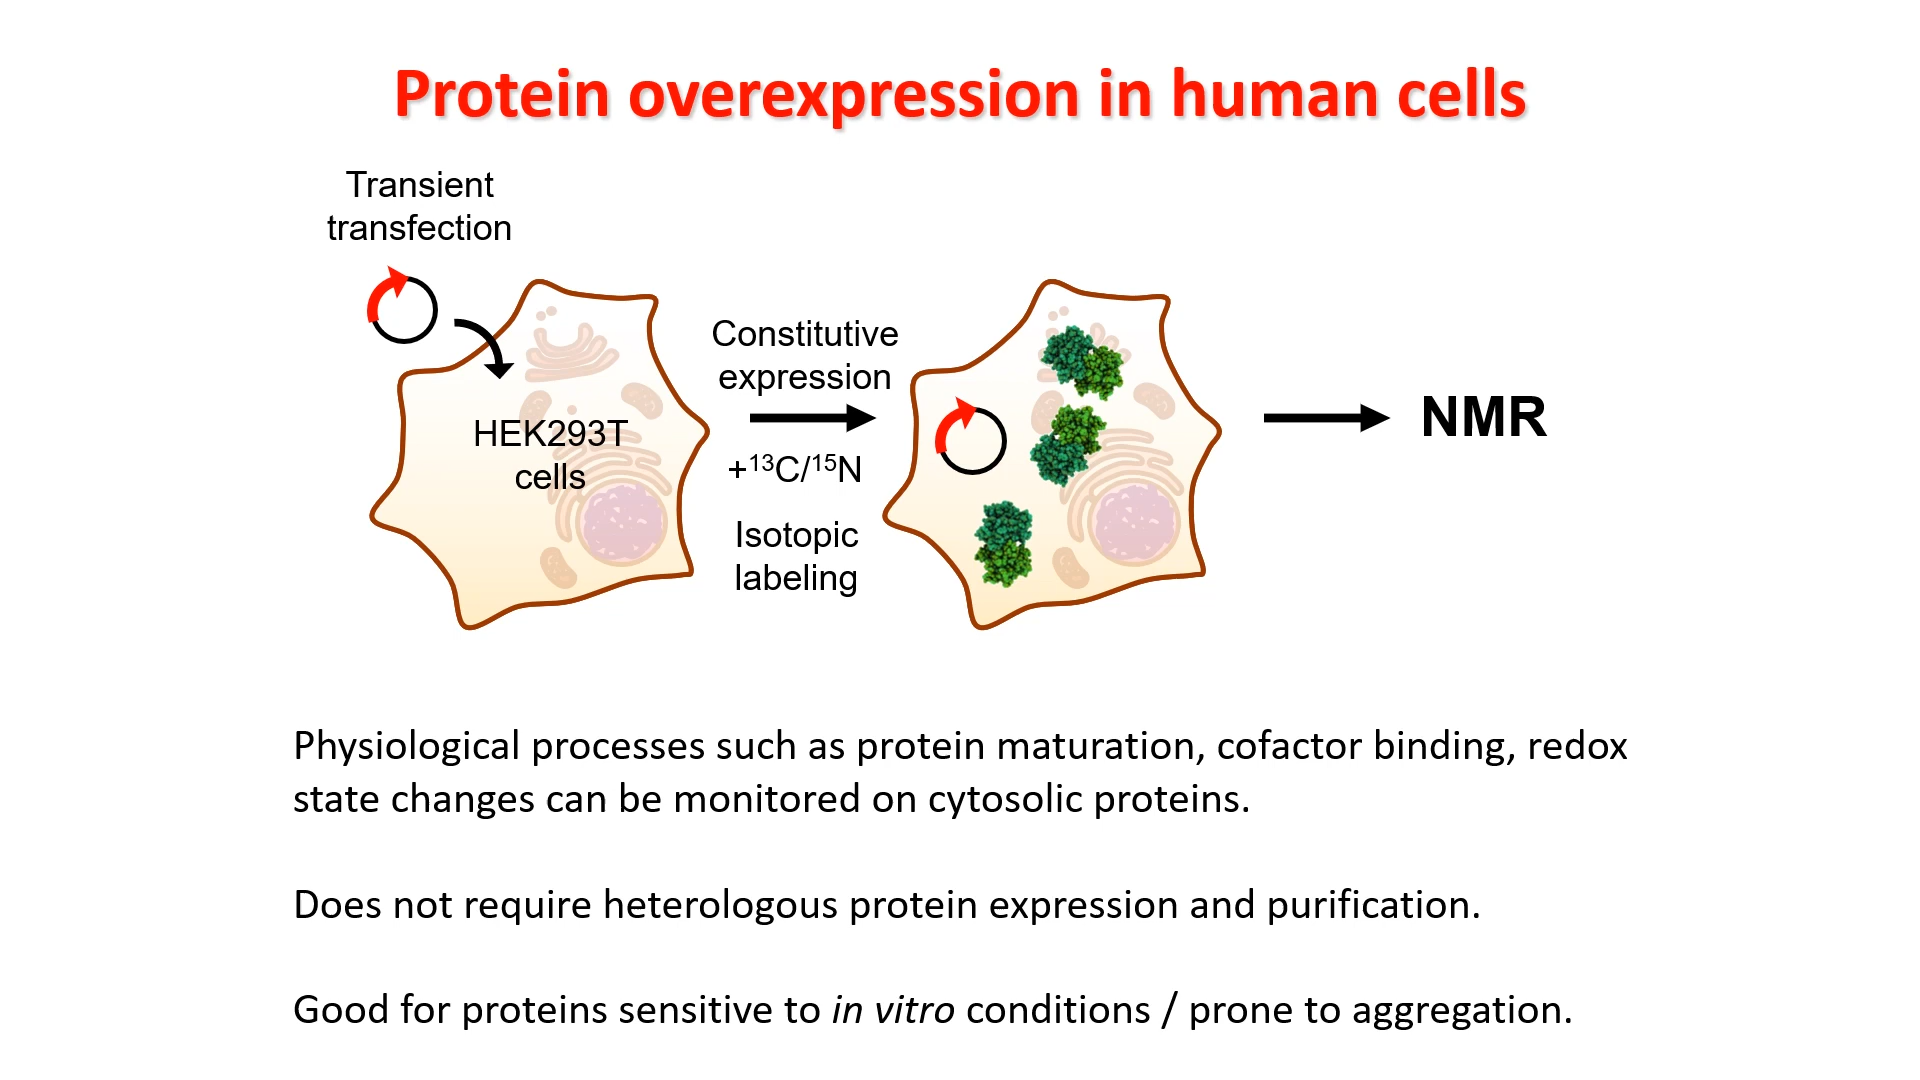 Protein overexpression in human cells
Transient
transfection
HEK293T
cells
Constitutive
expression
+¹³C/¹⁵N
Isotopic
labeling
NMR
Physiological processes such as protein maturation, cofactor binding, redox
state changes can be monitored on cytosolic proteins.
Does not require heterologous protein expression and purification.
Good for proteins sensitive to in vitro conditions / prone to aggregation.